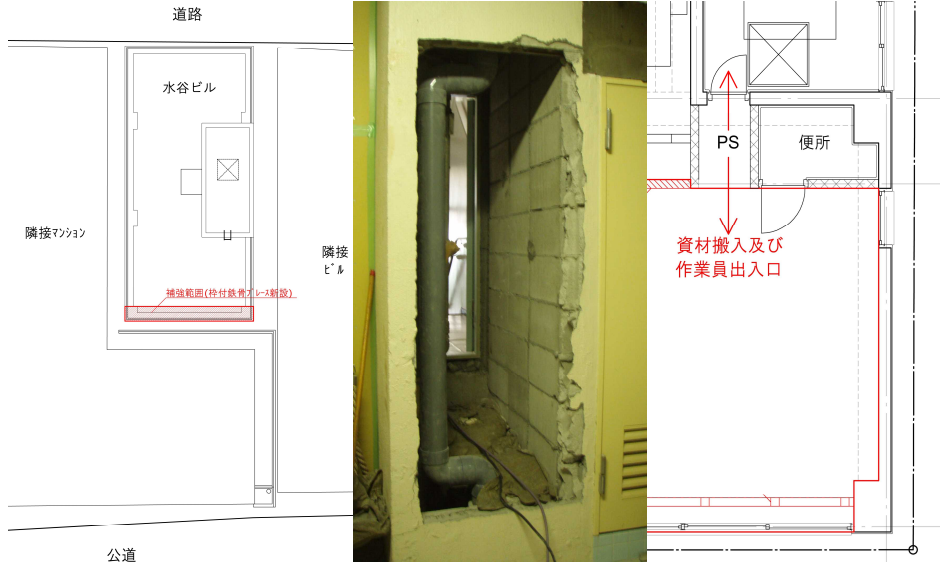 道路
水谷ビル
隣接マンション
隣接
ビル
補強範囲(枠付鉄骨ブレース新設)
公道
PS
便所
資材搬入及び
作業員出入口